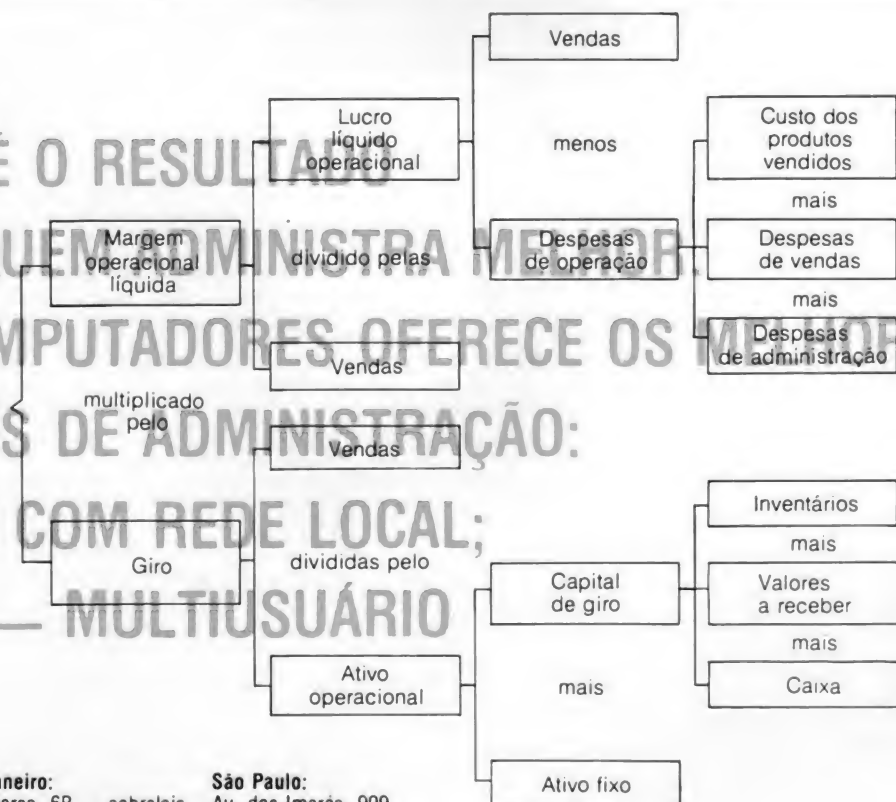 Vendas
Lucro
líquido
operacional
menos
Custo dos
produtos
vendidos
É O RESULTADO
mais
Margem
operacional
líquida
dividido pelas
Despesas
de operação
Despesas
de vendas
ADMINISTRA MELHOR.
mais
Despesas
de administração
OFERECE OS
Vendas
multiplicado
pelo
DE ADMINISTRAÇÃO:
Vendas
COM REDE LOCAL;
Giro
divididas pelo
Capital
de giro
Inventários
mais
Valores
a receber
— MULTIUSUÁRIO
mais
Ativo
operacional
mais
Caixa
Ativo fixo
São Paulo: